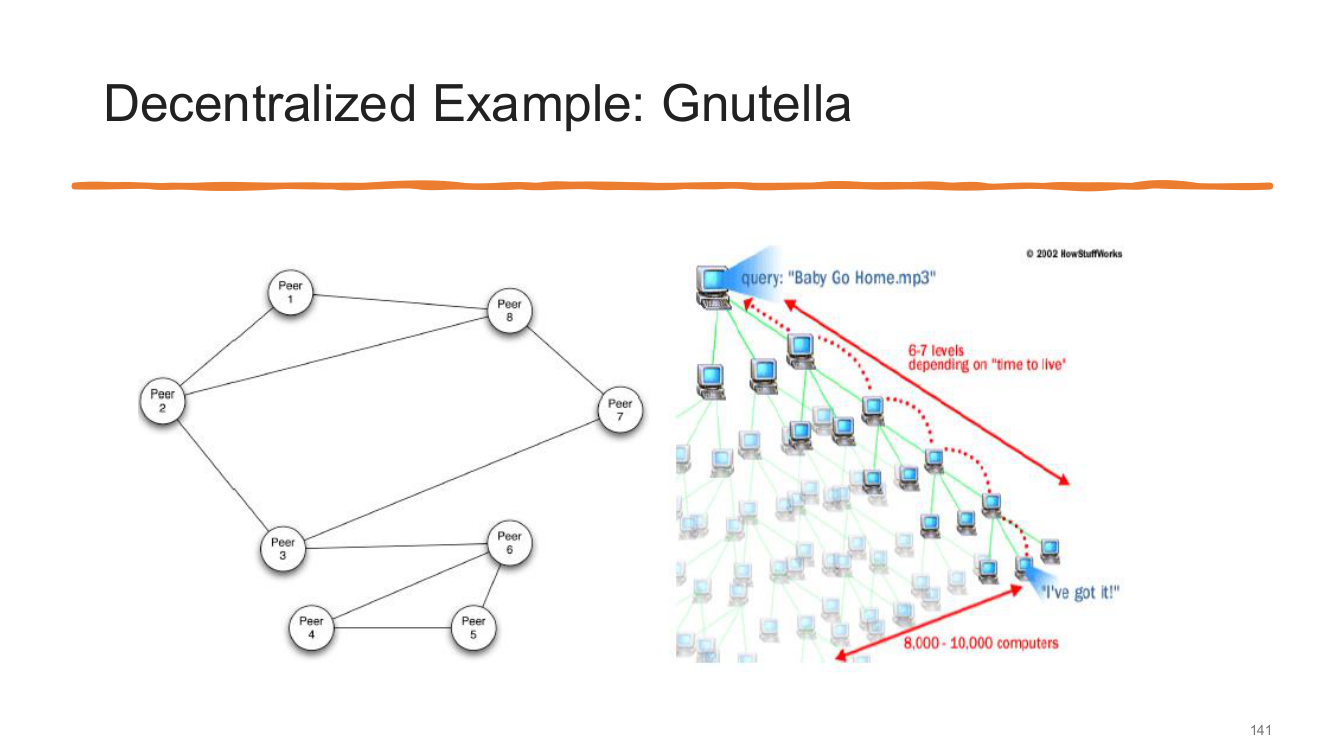 Decentralized Example: Gnutella
Peer
1
Peer
8
Peer
2
Peer
7
Peer
3
Peer
6
Peer
4
Peer
5
© 2002 HowStuffWorks
query: "Baby Go Home.mp3"
6-7 levels
depending on "time to live"
"I've got it!"
8,000 - 10,000 computers
141